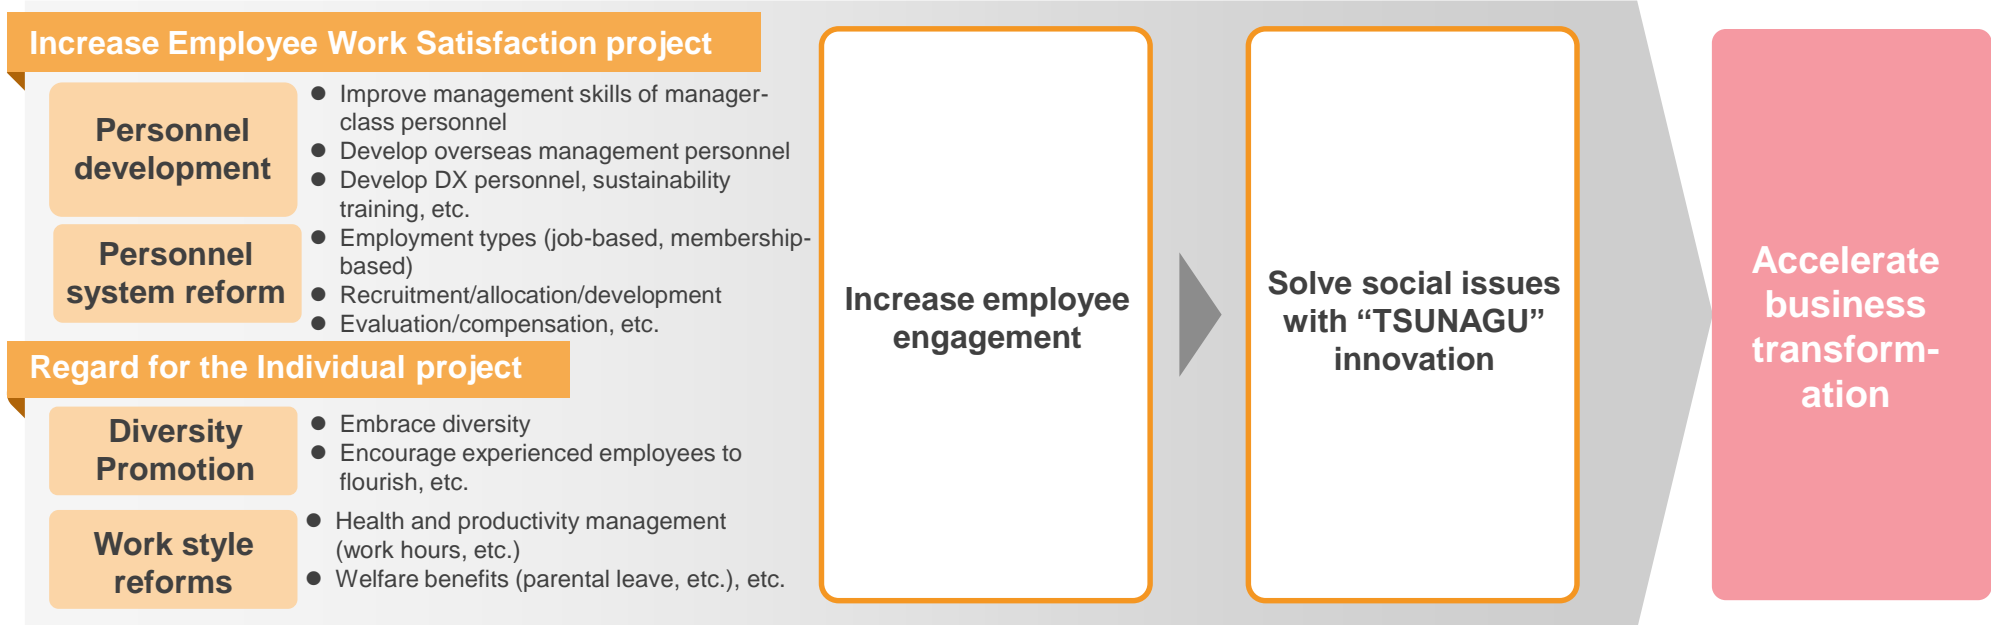 Increase Employee Work Satisfaction project
Personnel
development
● Improve management skills of manager-
class personnel
● Develop overseas management personnel
● Develop DX personnel, sustainability
training, etc.
Personnel
system reform
● Employment types (job-based, membership-
based)
● Recruitment/allocation/development
● Evaluation/compensation, etc.
Regard for the Individual project
Diversity
Promotion
● Embrace diversity
● Encourage experienced employees to
flourish, etc.
Work style
reforms
● Health and productivity management
(work hours, etc.)
● Welfare benefits (parental leave, etc.), etc.
Increase employee
engagement
Solve social issues
with “TSUNAGU”
innovation
Accelerate
business
transform-
ation